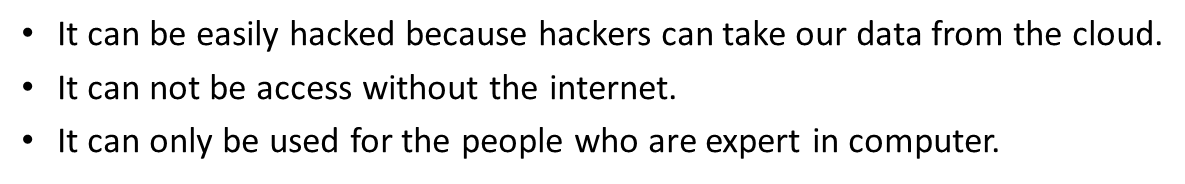 • It can be easily hacked because hackers can take our data from the cloud.
• It can not be access without the internet.
• It can only be used for the people who are expert in computer.